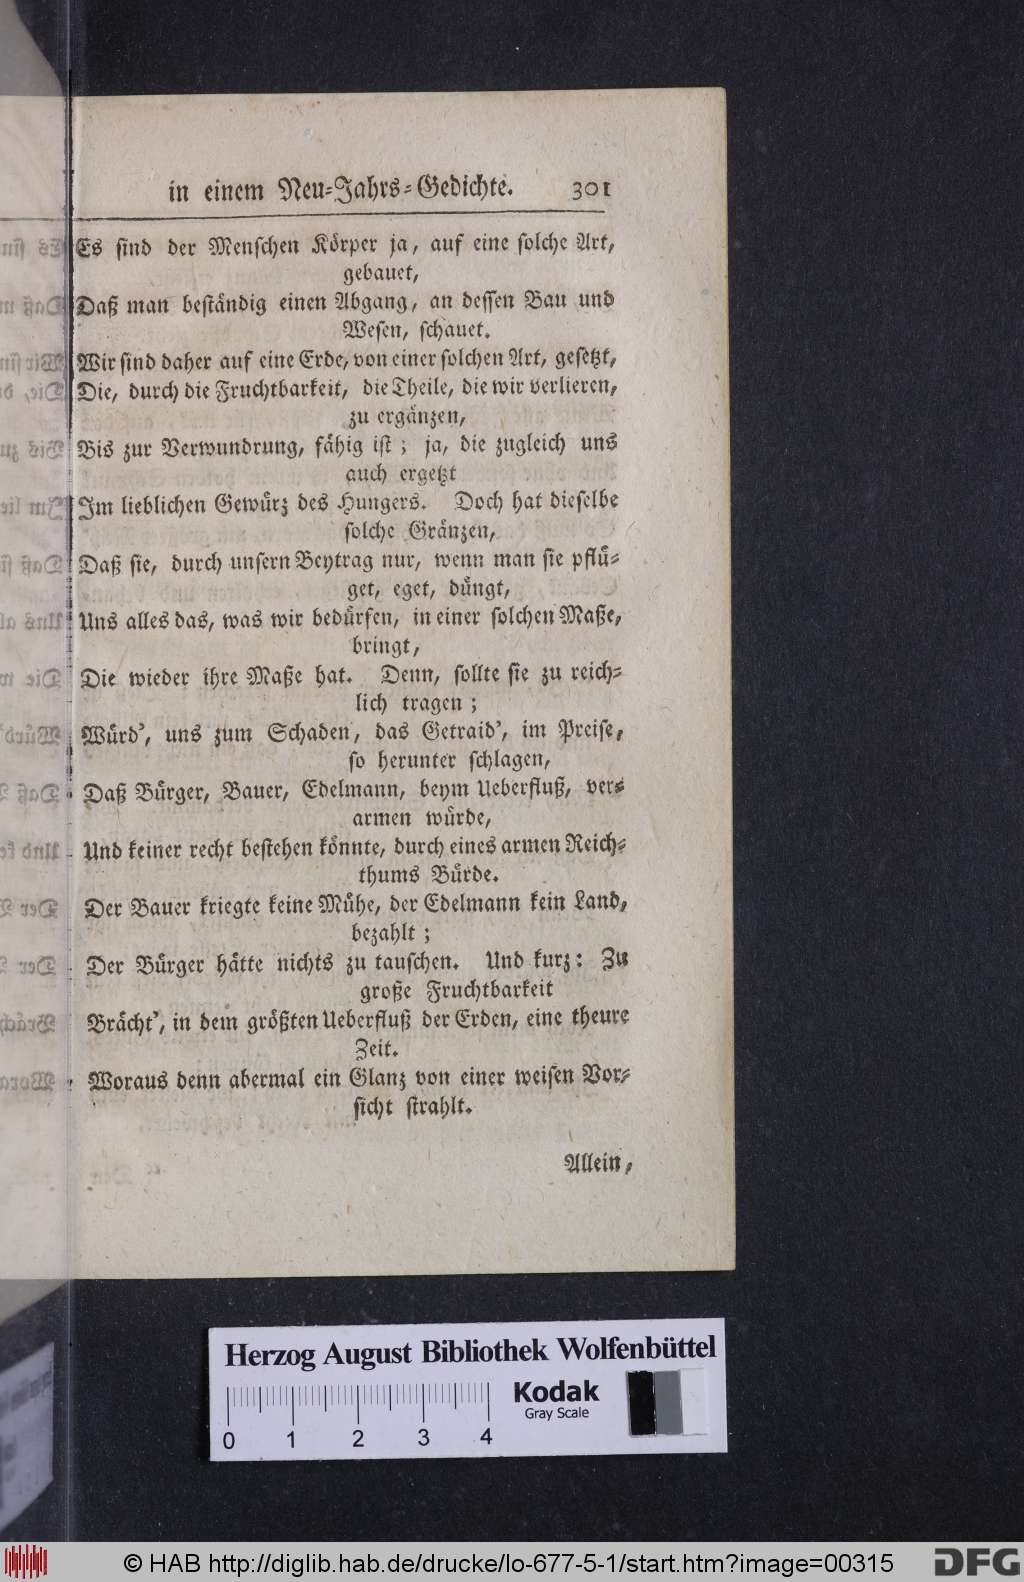 in einem Neu-Jahrs-Gedichte. 301
Es sind der Menschen Körper ja, auf eine solche Art,
gebauet,
Daß man beständig einen Abgang, an dessen Bau und
Wesen, schauet.
Wir sind daher auf eine Erde, von einer solchen Art, gesetzt,
Die, durch die Fruchtbarkeit, die Theile, die wir verlieren,
zu ergänzen,
Bis zur Verwundrung, fähig ist; ja, die zugleich uns
auch ergetzt
Im lieblichen Gewürz des Hungers. Doch hat dieselbe
solche Gränzen,
Daß sie, durch unsern Beytrag nur, wenn man sie pflü-
get, eget, düngt,
Uns alles das, was wir bedürfen, in einer solchen Maße,
bringt,
Die wieder ihre Maße hat. Denn, sollte sie zu reich-
lich tragen;
Würd', uns zum Schaden, das Getraid', im Preise,
so herunter schlagen,
Daß Bürger, Bauer, Edelmann, beym Ueberfluß, ver-
armen würde,
Und keiner recht bestehen könnte, durch eines armen Reich-
thums Bürde.
Der Bauer kriegte keine Mühe, der Edelmann kein Land,
bezahlt;
Der Bürger hätte nichts zu tauschen. Und kurz: Zu
große Fruchtbarkeit
Brächt', in dem größten Ueberfluß der Erden, eine theure
Zeit.
Woraus denn abermal ein Glanz von einer weisen Vor-
sicht strahlt.
Allein,
Herzog August Bibliothek Wolfenbüttel
Kodak
Gray Scale
0 1 2 3 4
© HAB http://diglib.hab.de/drucke/lo-677-5-1/start.htm?image=00315
DFG